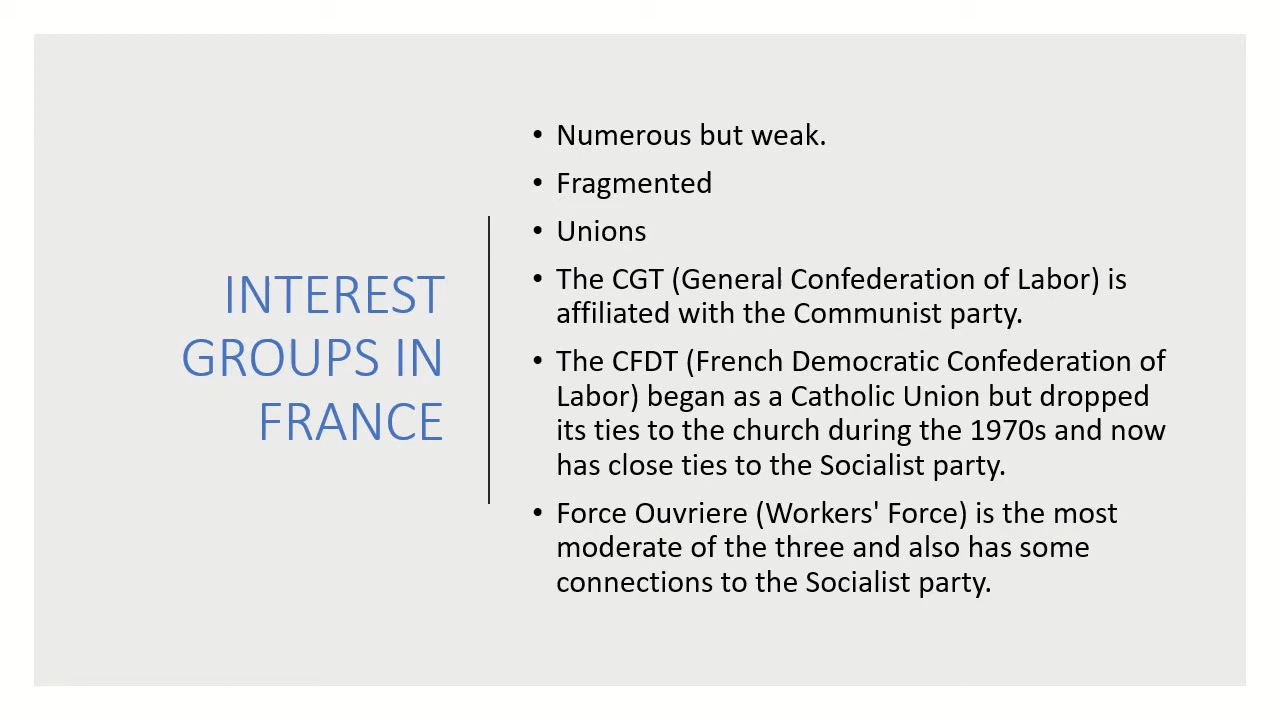 INTEREST
GROUPS IN
FRANCE
• Numerous but weak.
• Fragmented
• Unions
• The CGT (General Confederation of Labor) is
affiliated with the Communist party.
• The CFDT (French Democratic Confederation of
Labor) began as a Catholic Union but dropped
its ties to the church during the 1970s and now
has close ties to the Socialist party.
• Force Ouvriere (Workers' Force) is the most
moderate of the three and also has some
connections to the Socialist party.